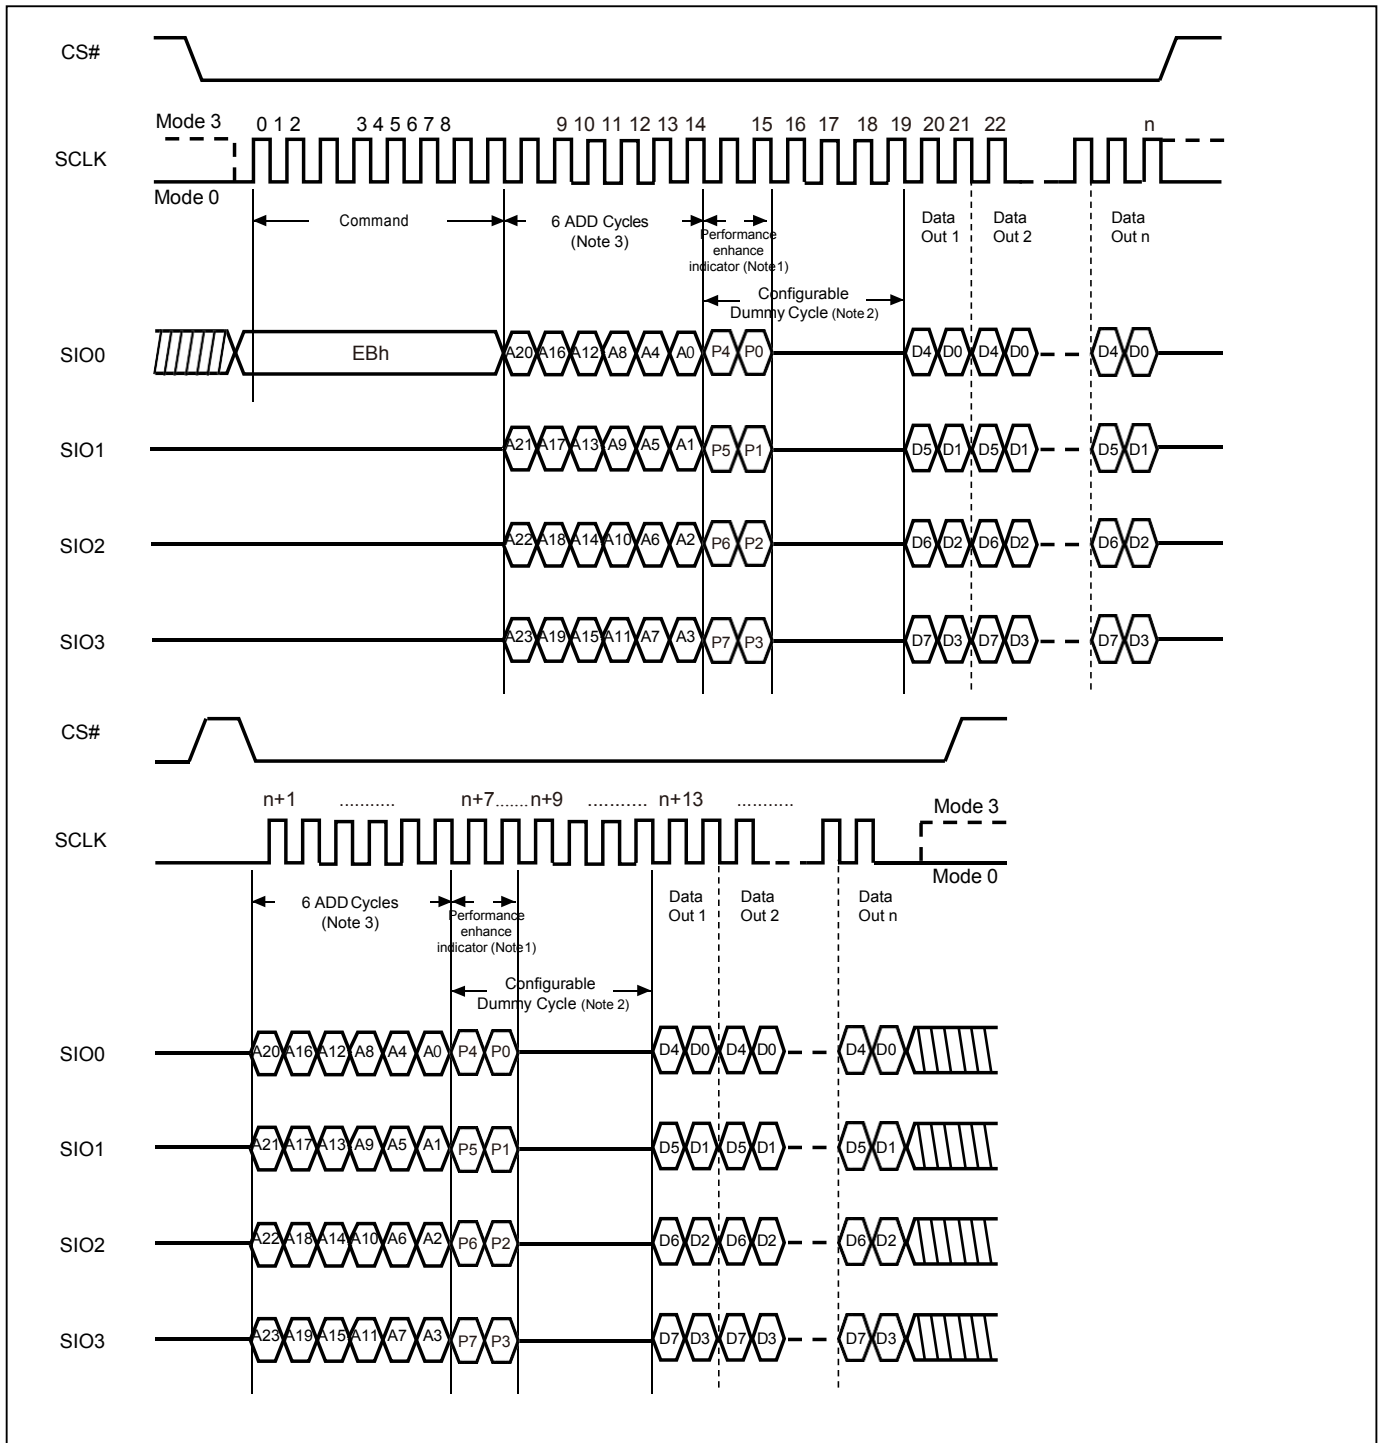 CS#
Mode 3
0 1 2 3 4 5 6 7 8 9 10 11 12 13 14 15 16 17 18 19 20 21 22 n
SCLK
Mode 0
Command
6 ADD Cycles
(Note 3)
Performance
enhance
indicator (Note1)
Data
Out 1
Data
Out 2
Data
Out n
Configurable
Dummy Cycle (Note 2)
SIO0 EBh A20 A16 A12 A8 A4 A0 P4 P0 D4 D0 D4 D0 D4 D0
SIO1 A21 A17 A13 A9 A5 A1 P5 P1 D5 D1 D5 D1 D5 D1
SIO2 A22 A18 A14 A10 A6 A2 P6 P2 D6 D2 D6 D2 D6 D2
SIO3 A23 A19 A15 A11 A7 A3 P7 P3 D7 D3 D7 D3 D7 D3
CS#
n+1 ........... n+7.......n+9 ........... n+13 ...........
Mode 3
SCLK
Mode 0
6 ADD Cycles
(Note 3)
Performance
enhance
indicator (Note1)
Data
Out 1
Data
Out 2
Data
Out n
Configurable
Dummy Cycle (Note 2)
SIO0 A20 A16 A12 A8 A4 A0 P4 P0 D4 D0 D4 D0 D4 D0
SIO1 A21 A17 A13 A9 A5 A1 P5 P1 D5 D1 D5 D1 D5 D1
SIO2 A22 A18 A14 A10 A6 A2 P6 P2 D6 D2 D6 D2 D6 D2
SIO3 A23 A19 A15 A11 A7 A3 P7 P3 D7 D3 D7 D3 D7 D3